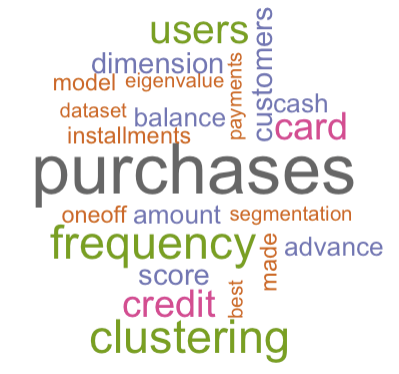 users
customers
dimension
payments
model
eigenvalue
cash
dataset
balance
card
installments
purchases
oneoff
amount
segmentation
frequency
made
advance
score
best
credit
clustering